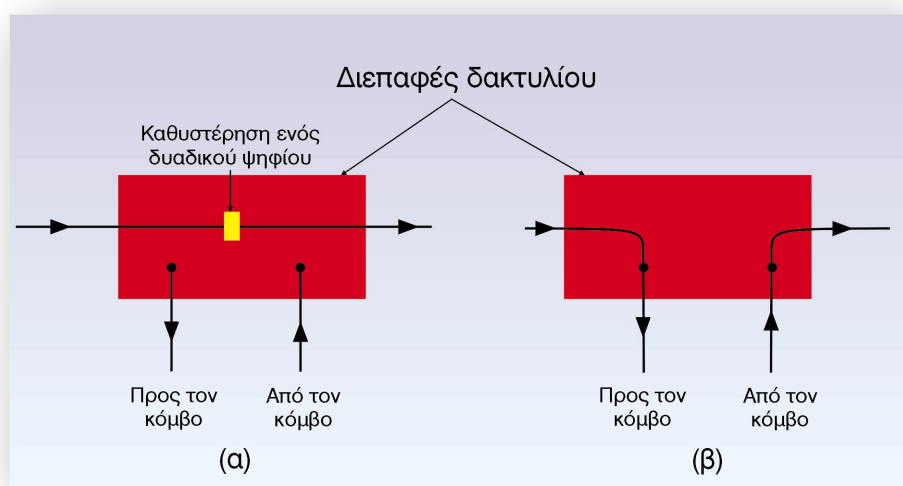 Διεπαφές δακτυλίου
Καθυστέρηση ενός
δυαδικού ψηφίου
Προς τον
κόμβο
Από τον
κόμβο
Προς τον
κόμβο
Από τον
κόμβο
(α)
(β)